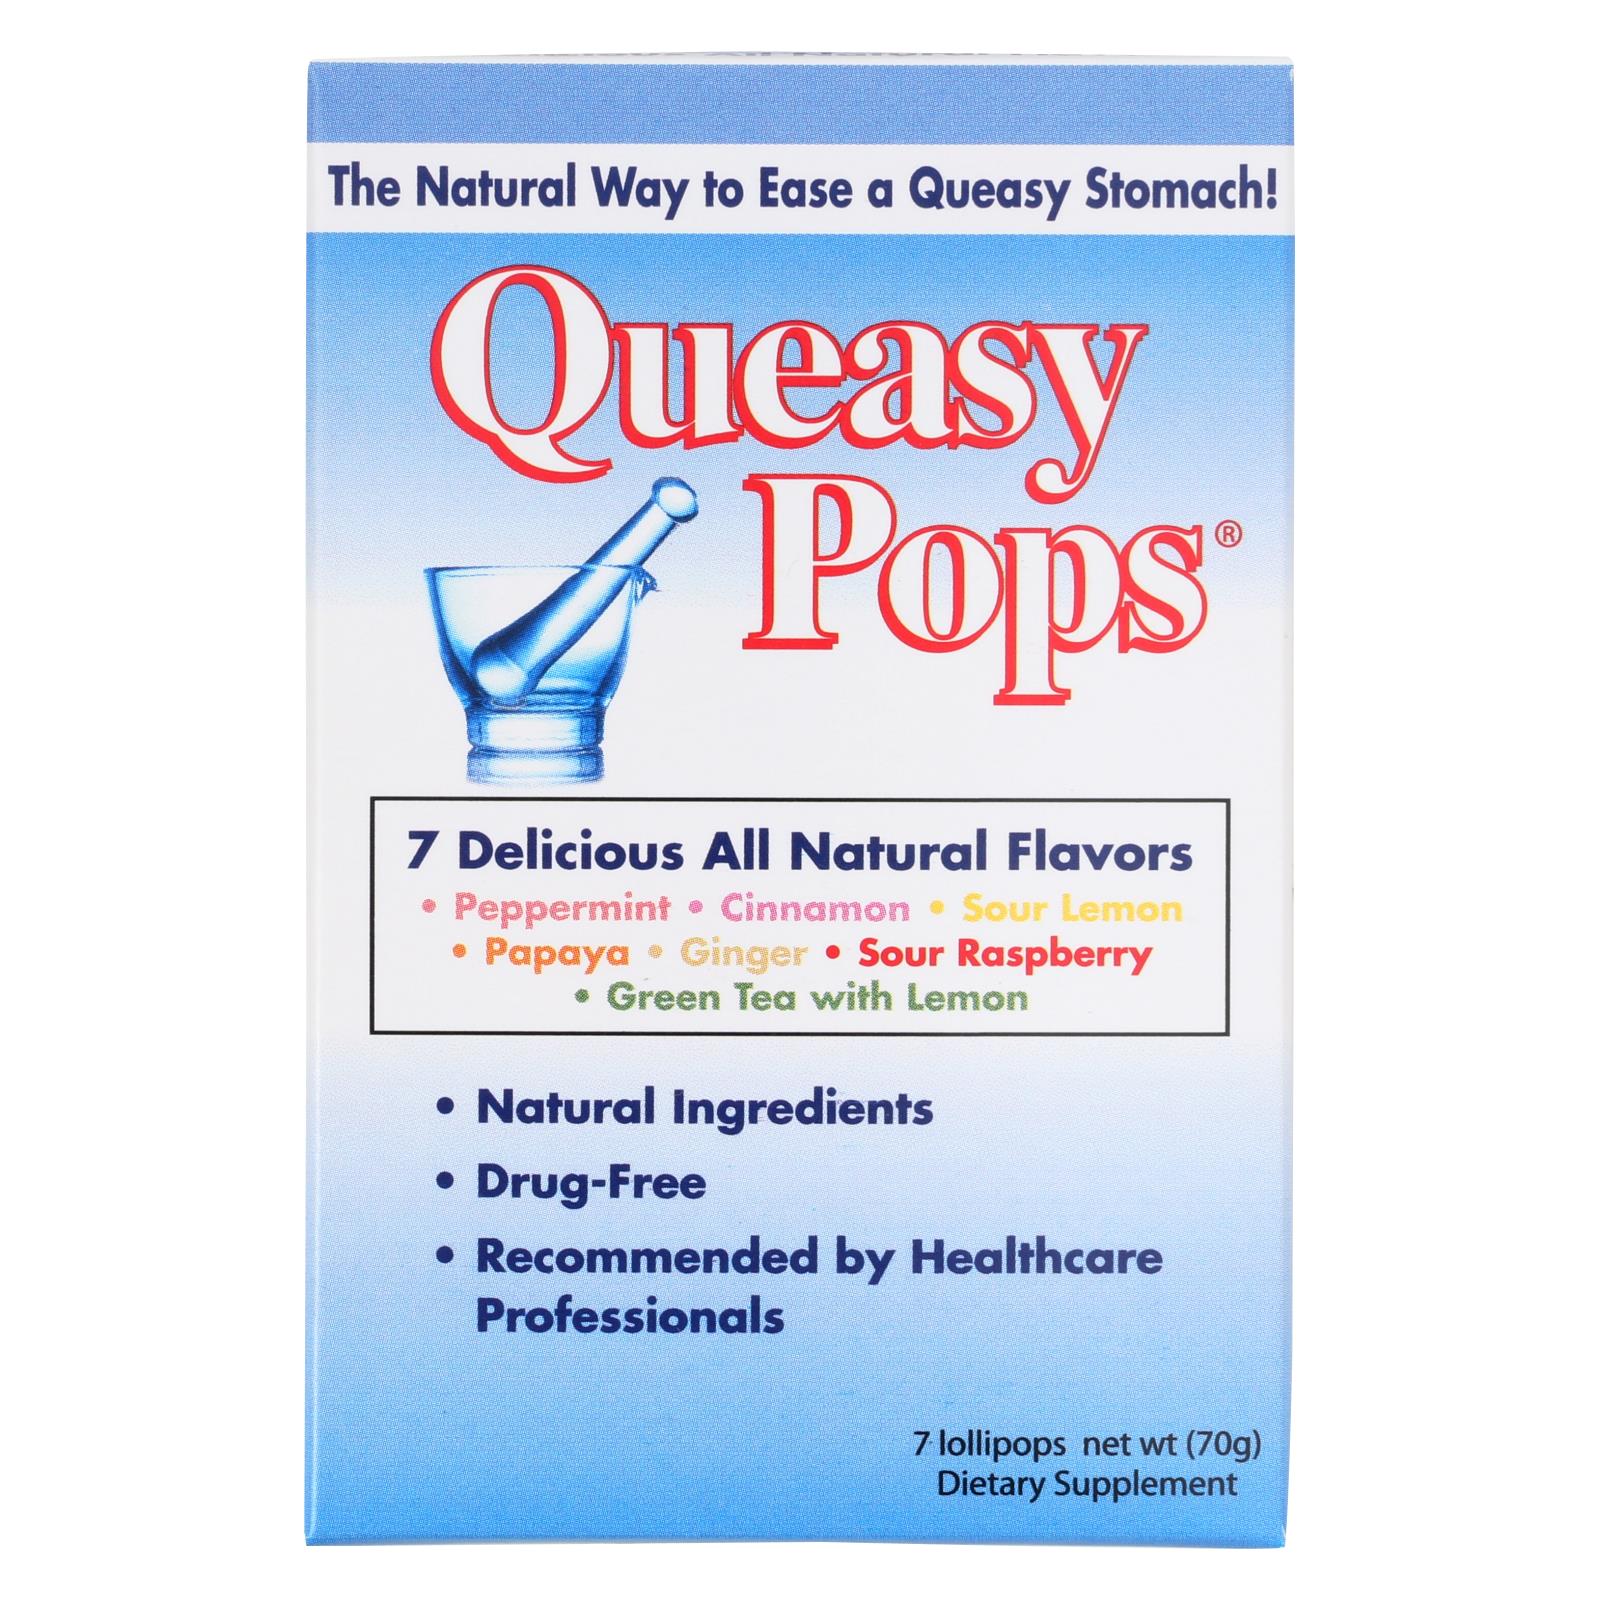 The Natural Way to Ease a Queasy Stomach!
Queasy
Pops®
7 Delicious All Natural Flavors
• Peppermint • Cinnamon • Sour Lemon
• Papaya • Ginger • Sour Raspberry
• Green Tea with Lemon
• Natural Ingredients
• Drug-Free
• Recommended by Healthcare
Professionals
7 lollipops net wt (70g)
Dietary Supplement